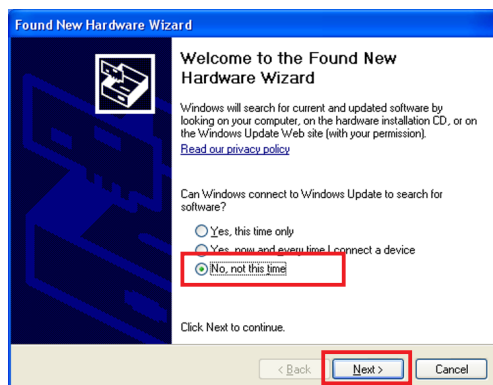 Found New Hardware Wizard
Welcome to the Found New
Hardware Wizard
Windows will search for current and updated software by
looking on your computer, on the hardware installation CD, or on
the Windows Update Web site (with your permission).
Read our privacy policy
Can Windows connect to Windows Update to search for
software?
Yes, this time only
Yes, now and every time I connect a device
No, not this time
Click Next to continue.
< Back Next > Cancel